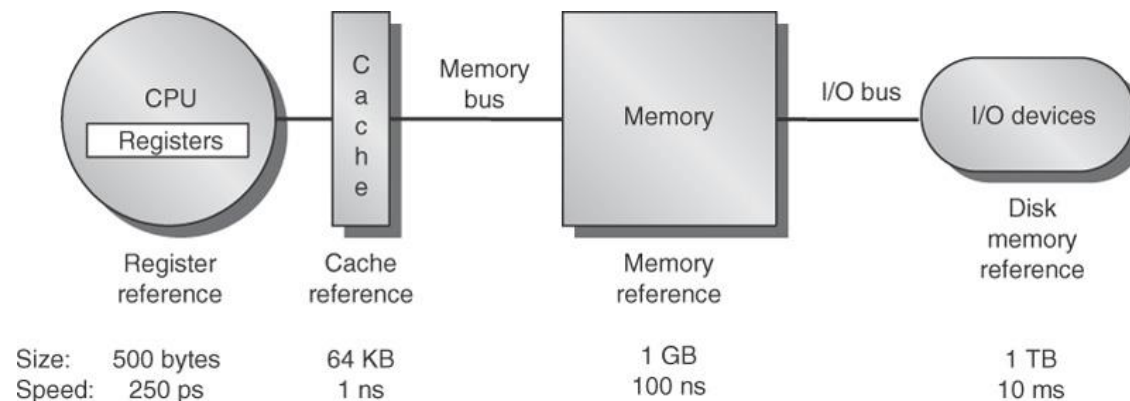 CPU
Registers
Cache
Memory
bus
Memory
I/O bus
I/O devices
Register
reference
Cache
reference
Memory
reference
Disk
memory
reference
Size: 500 bytes 64 KB 1 GB 1 TB
Speed: 250 ps 1 ns 100 ns 10 ms